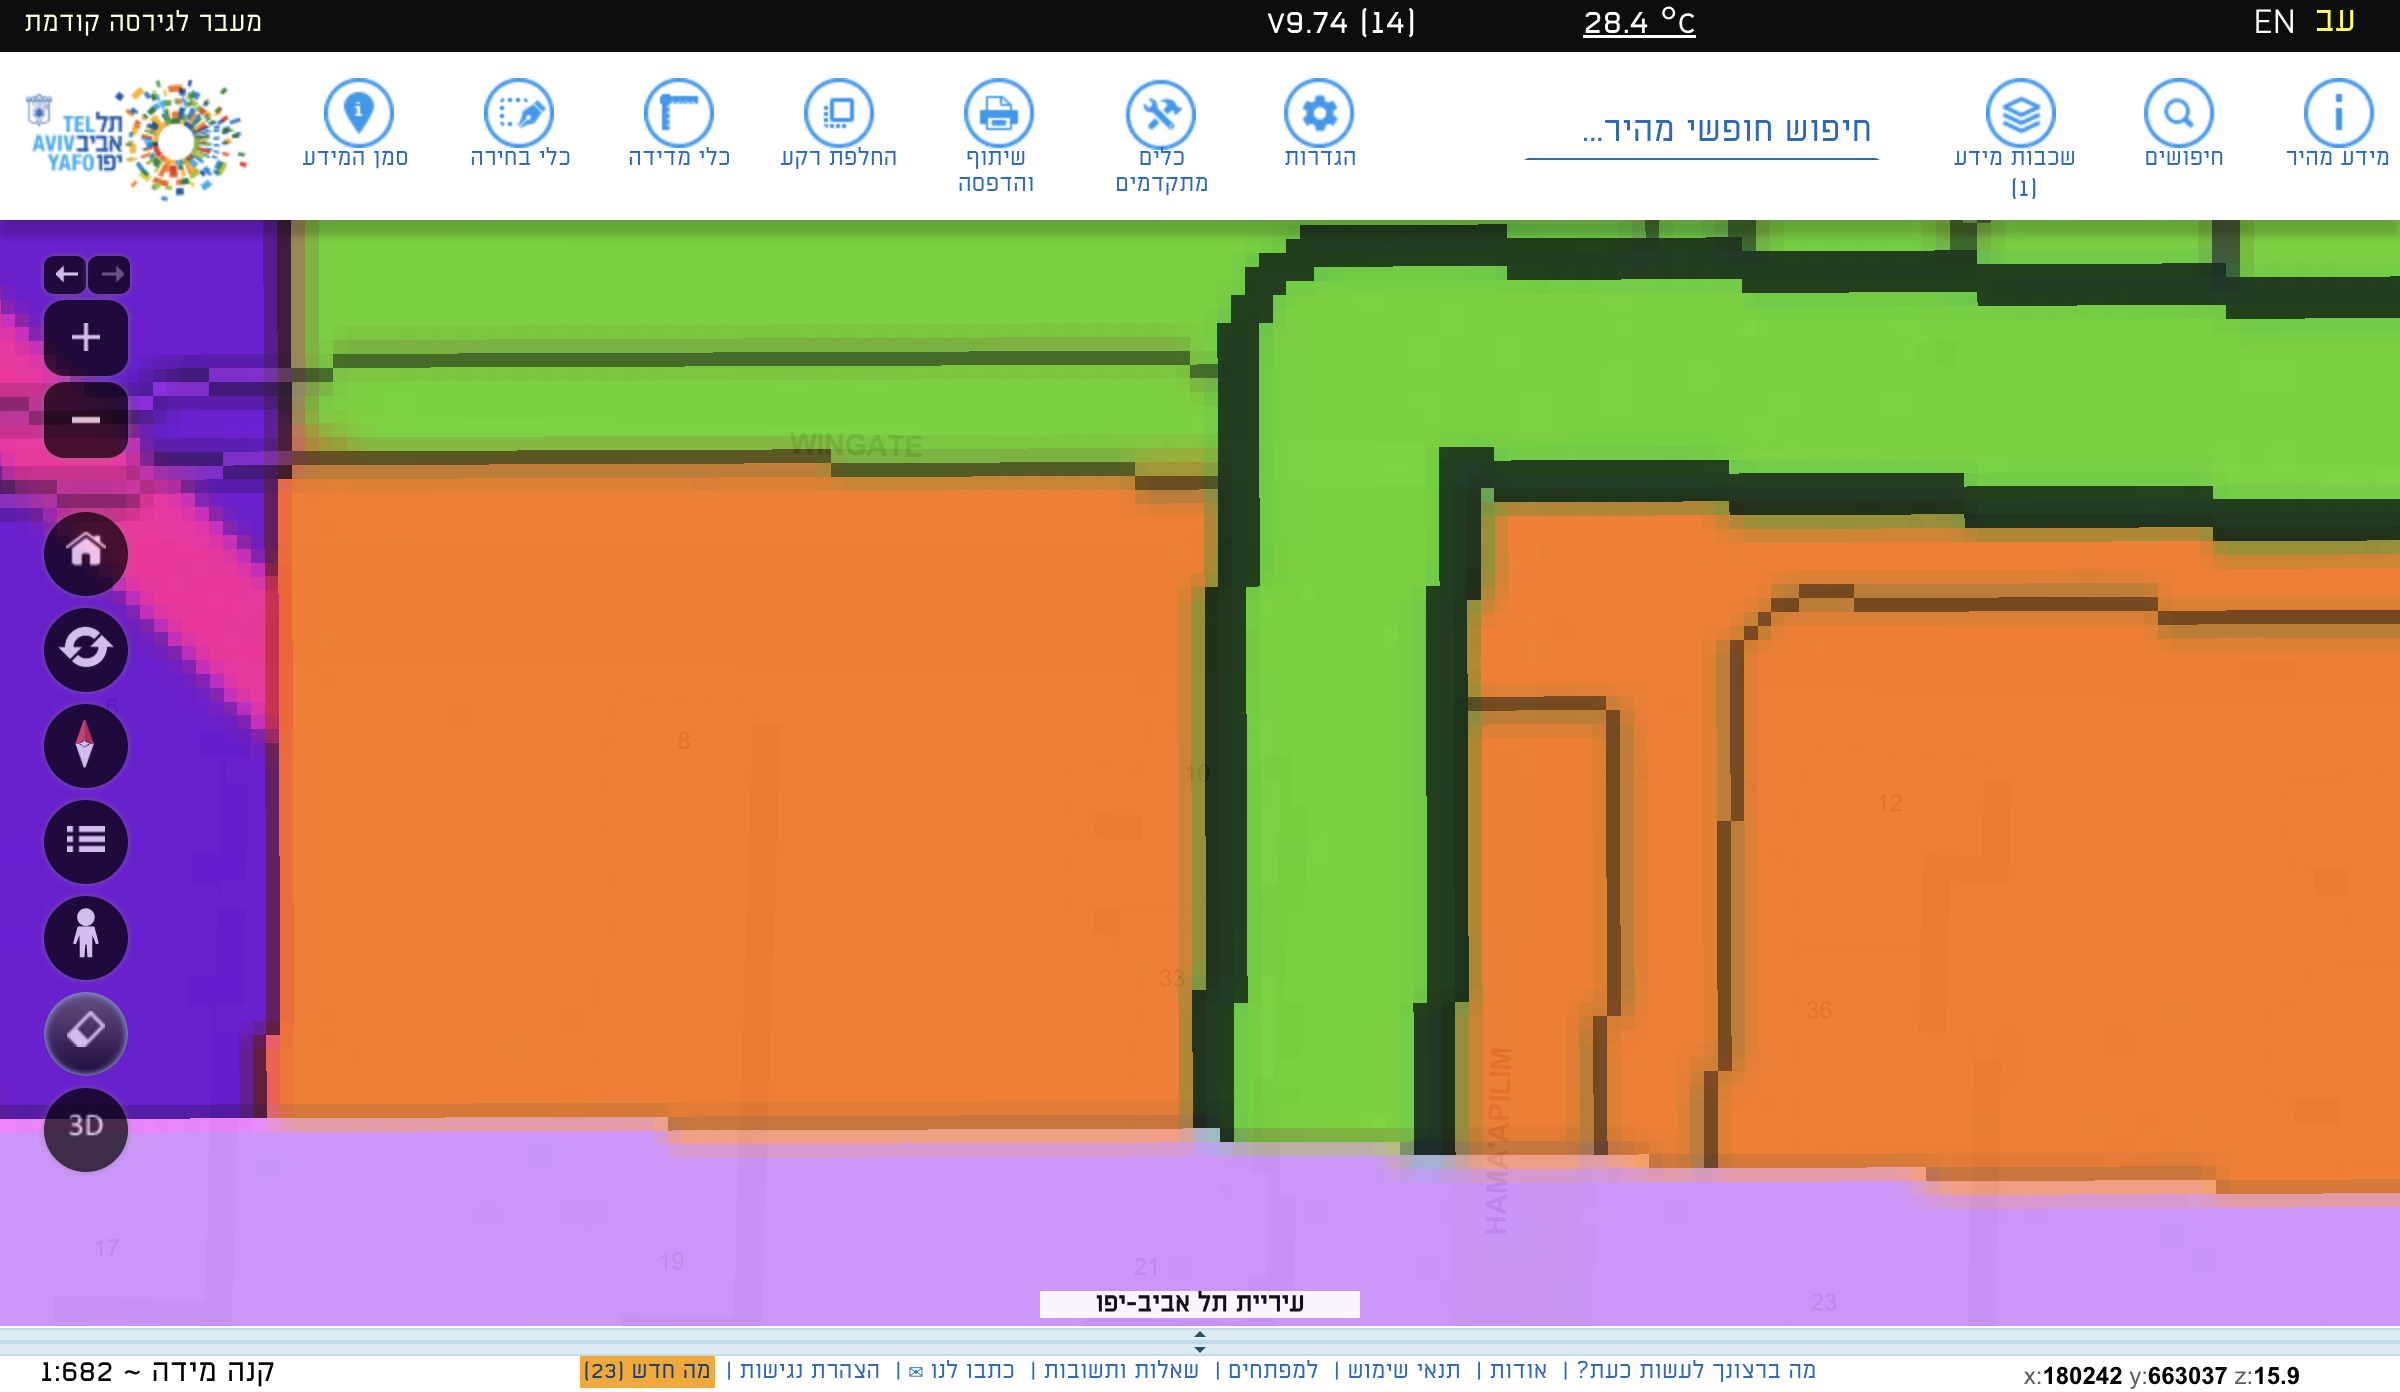 מעבר לגירסה קודמת
V9.74 (14)
28.4 °C
EN עב
תל אביב יפו
TEL AVIV YAFO
סמן המידע
כלי בחירה
כלי מדידה
החלפת רקע
שיתוף והדפסה
כלים מתקדמים
הגדרות
חיפוש חופשי מהיר...
שכבות מידע (1)
חיפושים
מידע מהיר
WINGATE
6
8
10
12
33
36
3D
HAMA'APILIM
17
19
21
23
עיריית תל אביב-יפו
קנה מידה ~ 1:682
מה ברצונך לעשות כעת? | אודות | תנאי שימוש | למפתחים | שאלות ותשובות | כתבו לנו ✉ | הצהרת נגישות | מה חדש (23)
x:180242 y:663037 z:15.9